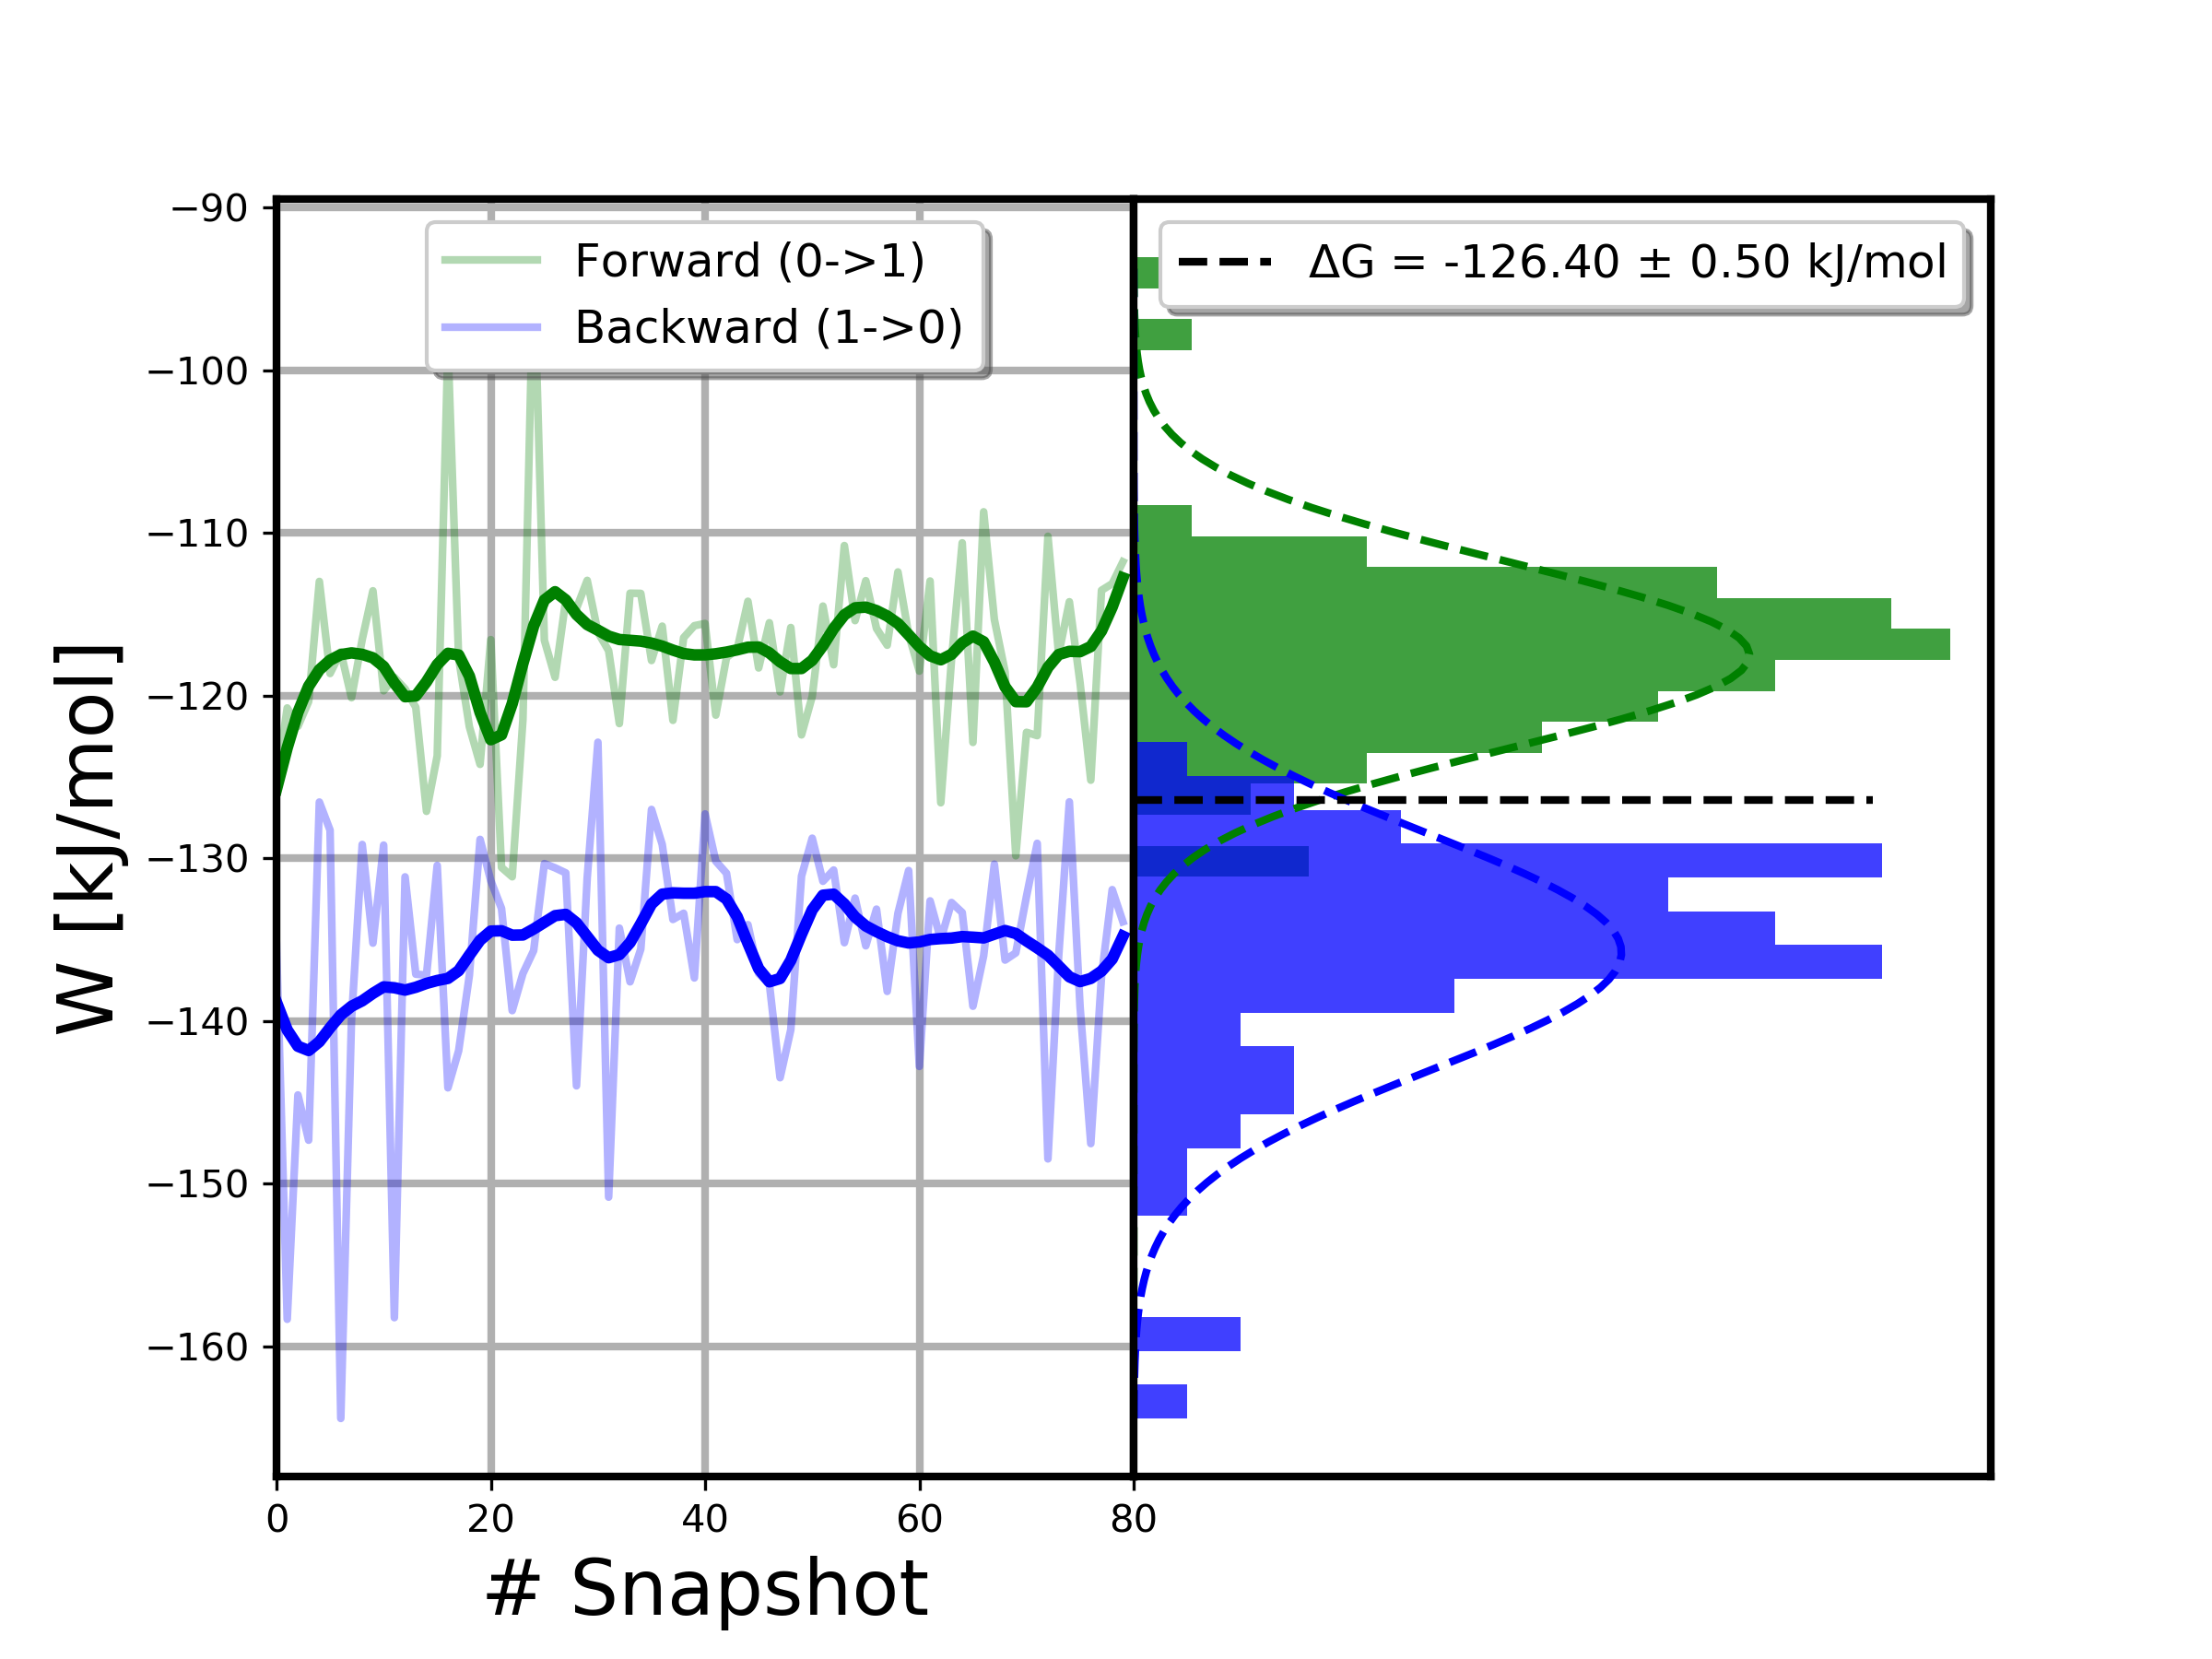 Forward (0->1)
Backward (1->0)
ΔG = -126.40 ± 0.50 kJ/mol
−90
−100
−110
−120
−130
−140
−150
−160
W [kJ/mol]
0 20 40 60 80
# Snapshot